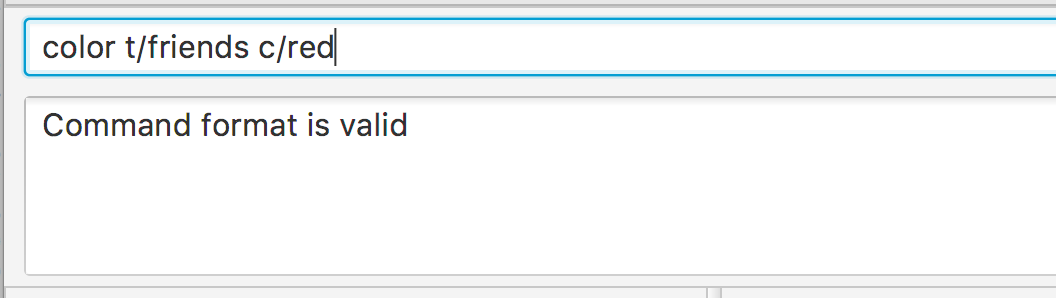 color t/friends c/red
Command format is valid